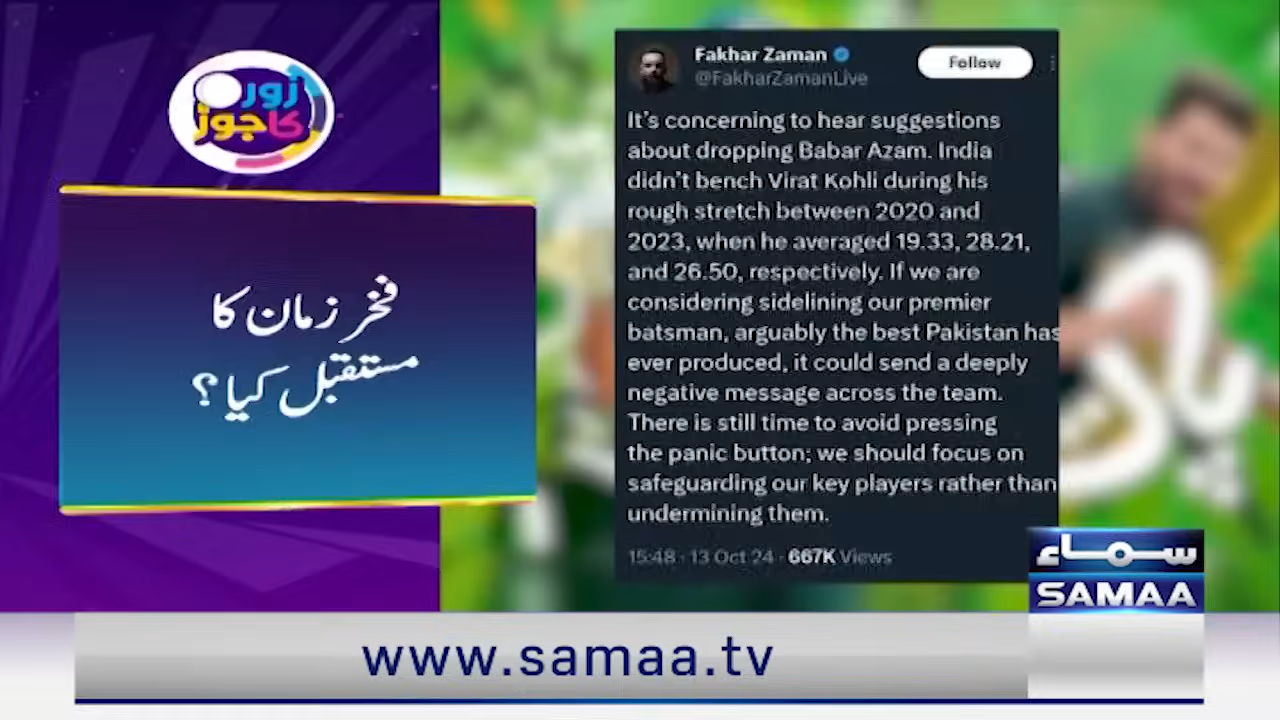 زور
کا جوڑ
فخر زمان کا
مستقبل کیا؟
Fakhar Zaman
@FakharZamanLive
Follow
It's concerning to hear suggestions
about dropping Babar Azam. India
didn't bench Virat Kohli during his
rough stretch between 2020 and
2023, when he averaged 19.33, 28.21,
and 26.50, respectively. If we are
considering sidelining our premier
batsman, arguably the best Pakistan has
ever produced, it could send a deeply
negative message across the team.
There is still time to avoid pressing
the panic button; we should focus on
safeguarding our key players rather than
undermining them.
15:48 · 13 Oct 24 · 667K Views
سماء
SAMAA
www.samaa.tv